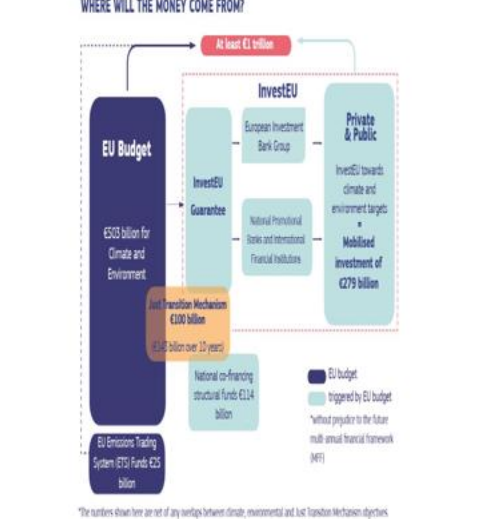 WHERE WILL THE MONEY COME FROM?
At least €1 trillion
InvestEU
EU Budget
€503 billion for
Climate and
Environment
InvestEU
Guarantee
European Investment
Bank Group
National Promotional
Banks and International
Financial Institutions
Private
& Public
InvestEU towards
climate and
environment targets
=
Mobilised
investment of
€279 billion
Just Transition Mechanism
€100 billion
(€143 billion over 10 years)
National co-financing
structural funds €114
billion
EU Emissions Trading
System (ETS) Funds €25
billion
EU budget
triggered by EU budget
*without prejudice to the future
multi annual financial framework
(MFF)
*The numbers shown here are net of any overlaps between climate, environmental and Just Transition Mechanism objectives